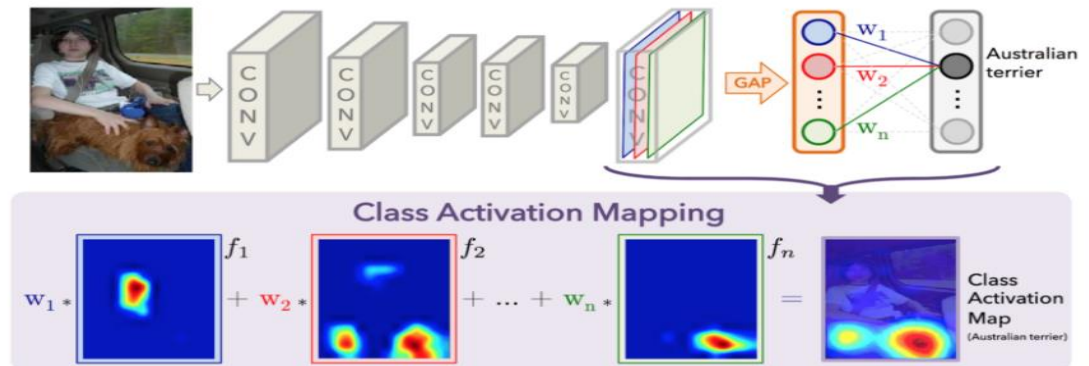 CONV
CONV
CONV
CONV
CONV
CONV
GAP
w₁
w₂
...
wₙ
Australian
terrier
Class Activation Mapping
w₁ * f₁ + w₂ * f₂ + ... + wₙ * fₙ =
Class
Activation
Map
(Australian terrier)